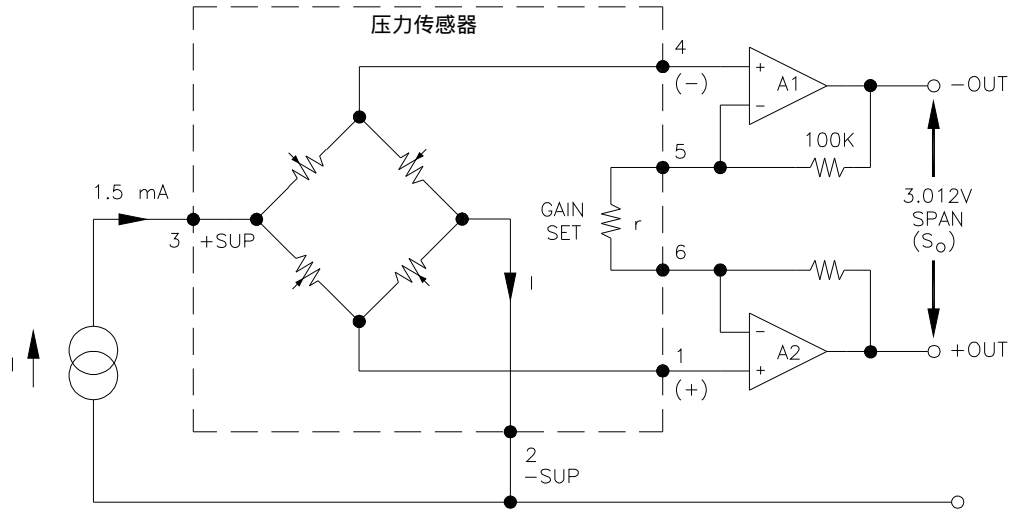 压力传感器
4
(−)
+
A1
−
−OUT
100K
5
1.5 mA
3
+SUP
GAIN
SET
r
3.012V
SPAN
(So)
6
I
I
−
A2
+
+OUT
1
(+)
2
−SUP